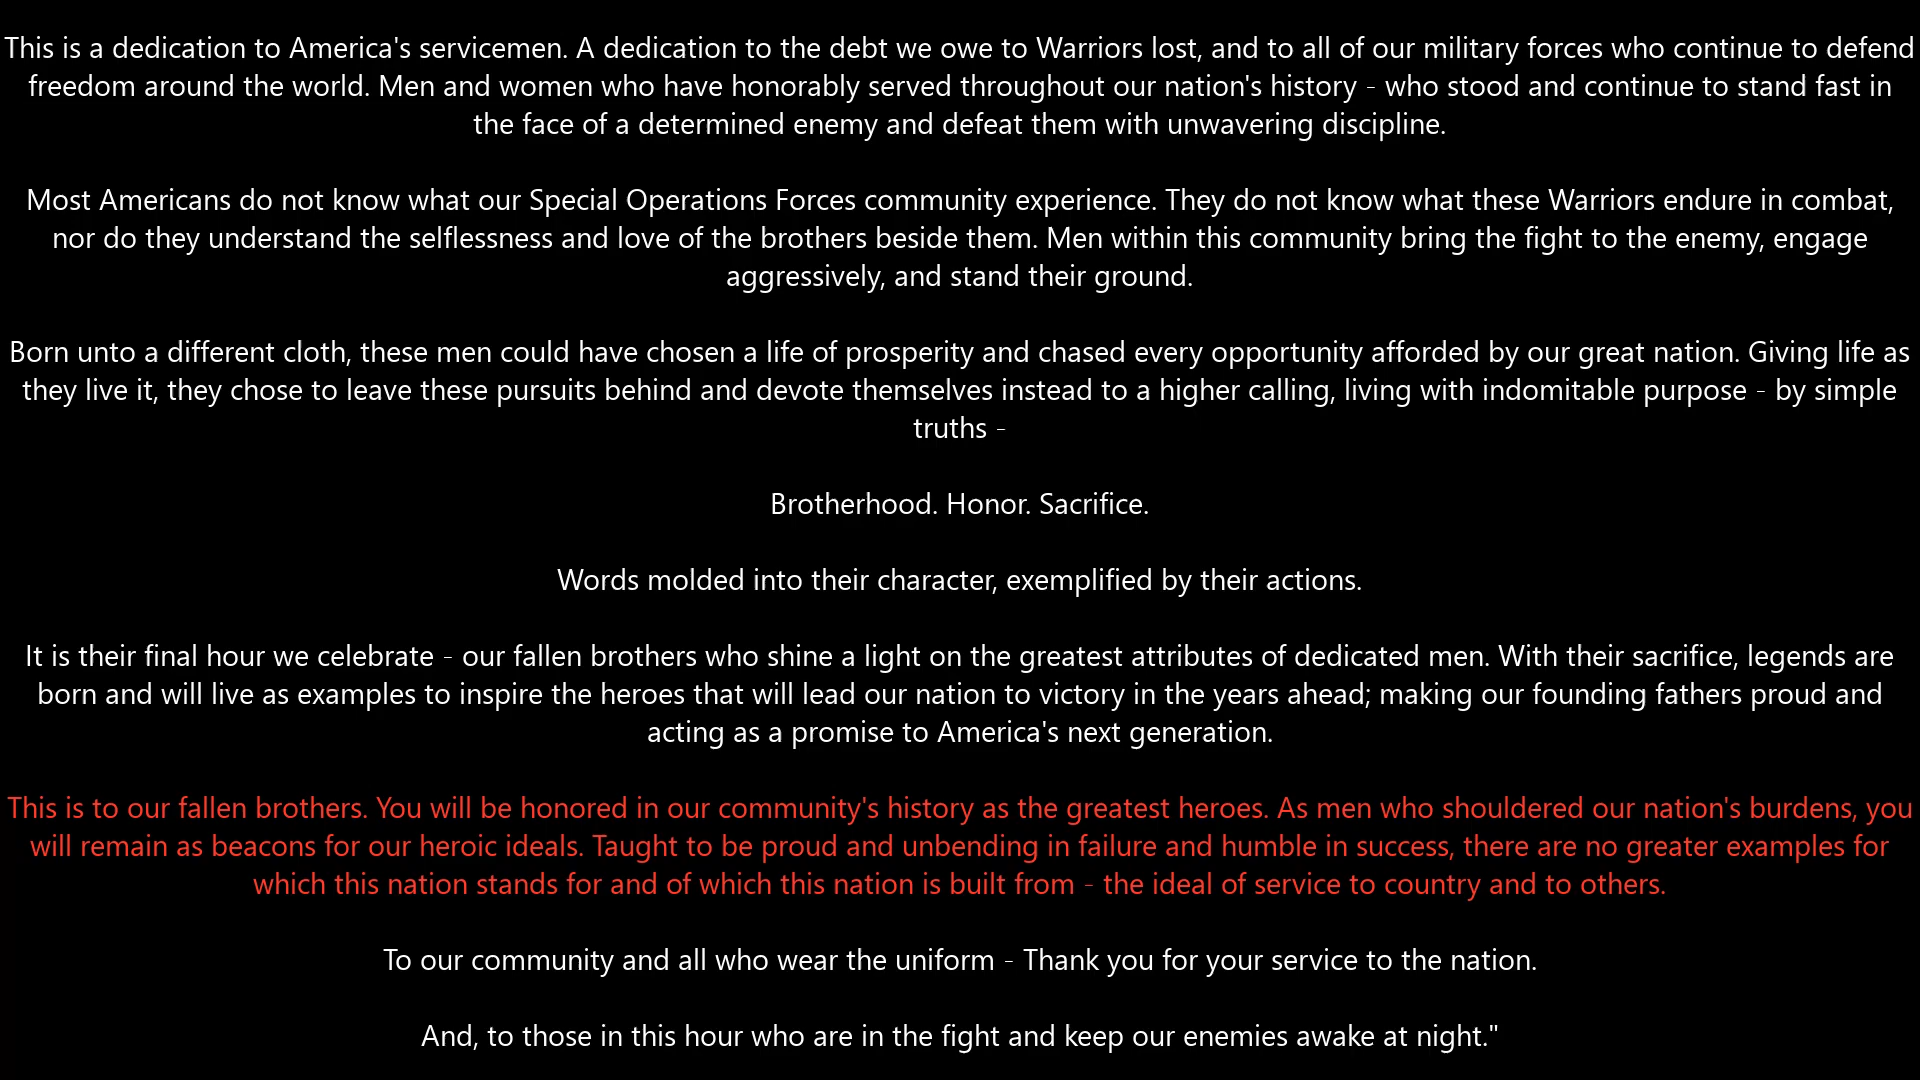 This is a dedication to America's servicemen. A dedication to the debt we owe to Warriors lost, and to all of our military forces who continue to defend
freedom around the world. Men and women who have honorably served throughout our nation's history - who stood and continue to stand fast in
the face of a determined enemy and defeat them with unwavering discipline.
Most Americans do not know what our Special Operations Forces community experience. They do not know what these Warriors endure in combat,
nor do they understand the selflessness and love of the brothers beside them. Men within this community bring the fight to the enemy, engage
aggressively, and stand their ground.
Born unto a different cloth, these men could have chosen a life of prosperity and chased every opportunity afforded by our great nation. Giving life as
they live it, they chose to leave these pursuits behind and devote themselves instead to a higher calling, living with indomitable purpose - by simple
truths -
Brotherhood. Honor. Sacrifice.
Words molded into their character, exemplified by their actions.
It is their final hour we celebrate - our fallen brothers who shine a light on the greatest attributes of dedicated men. With their sacrifice, legends are
born and will live as examples to inspire the heroes that will lead our nation to victory in the years ahead; making our founding fathers proud and
acting as a promise to America's next generation.
This is to our fallen brothers. You will be honored in our community's history as the greatest heroes. As men who shouldered our nation's burdens, you
will remain as beacons for our heroic ideals. Taught to be proud and unbending in failure and humble in success, there are no greater examples for
which this nation stands for and of which this nation is built from - the ideal of service to country and to others.
To our community and all who wear the uniform - Thank you for your service to the nation.
And, to those in this hour who are in the fight and keep our enemies awake at night."